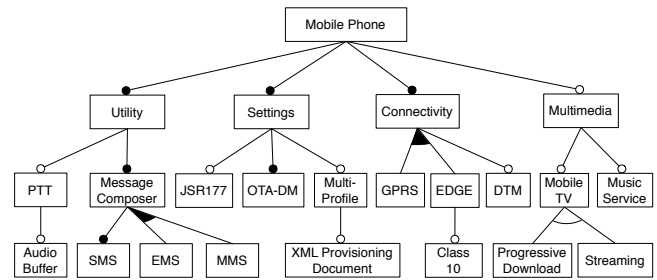 Mobile Phone
Utility
Settings
Connectivity
Multimedia
PTT
Message
Composer
JSR177
OTA-DM
Multi-
Profile
GPRS
EDGE
DTM
Mobile
TV
Music
Service
Audio
Buffer
SMS
EMS
MMS
XML Provisioning
Document
Class
10
Progressive
Download
Streaming